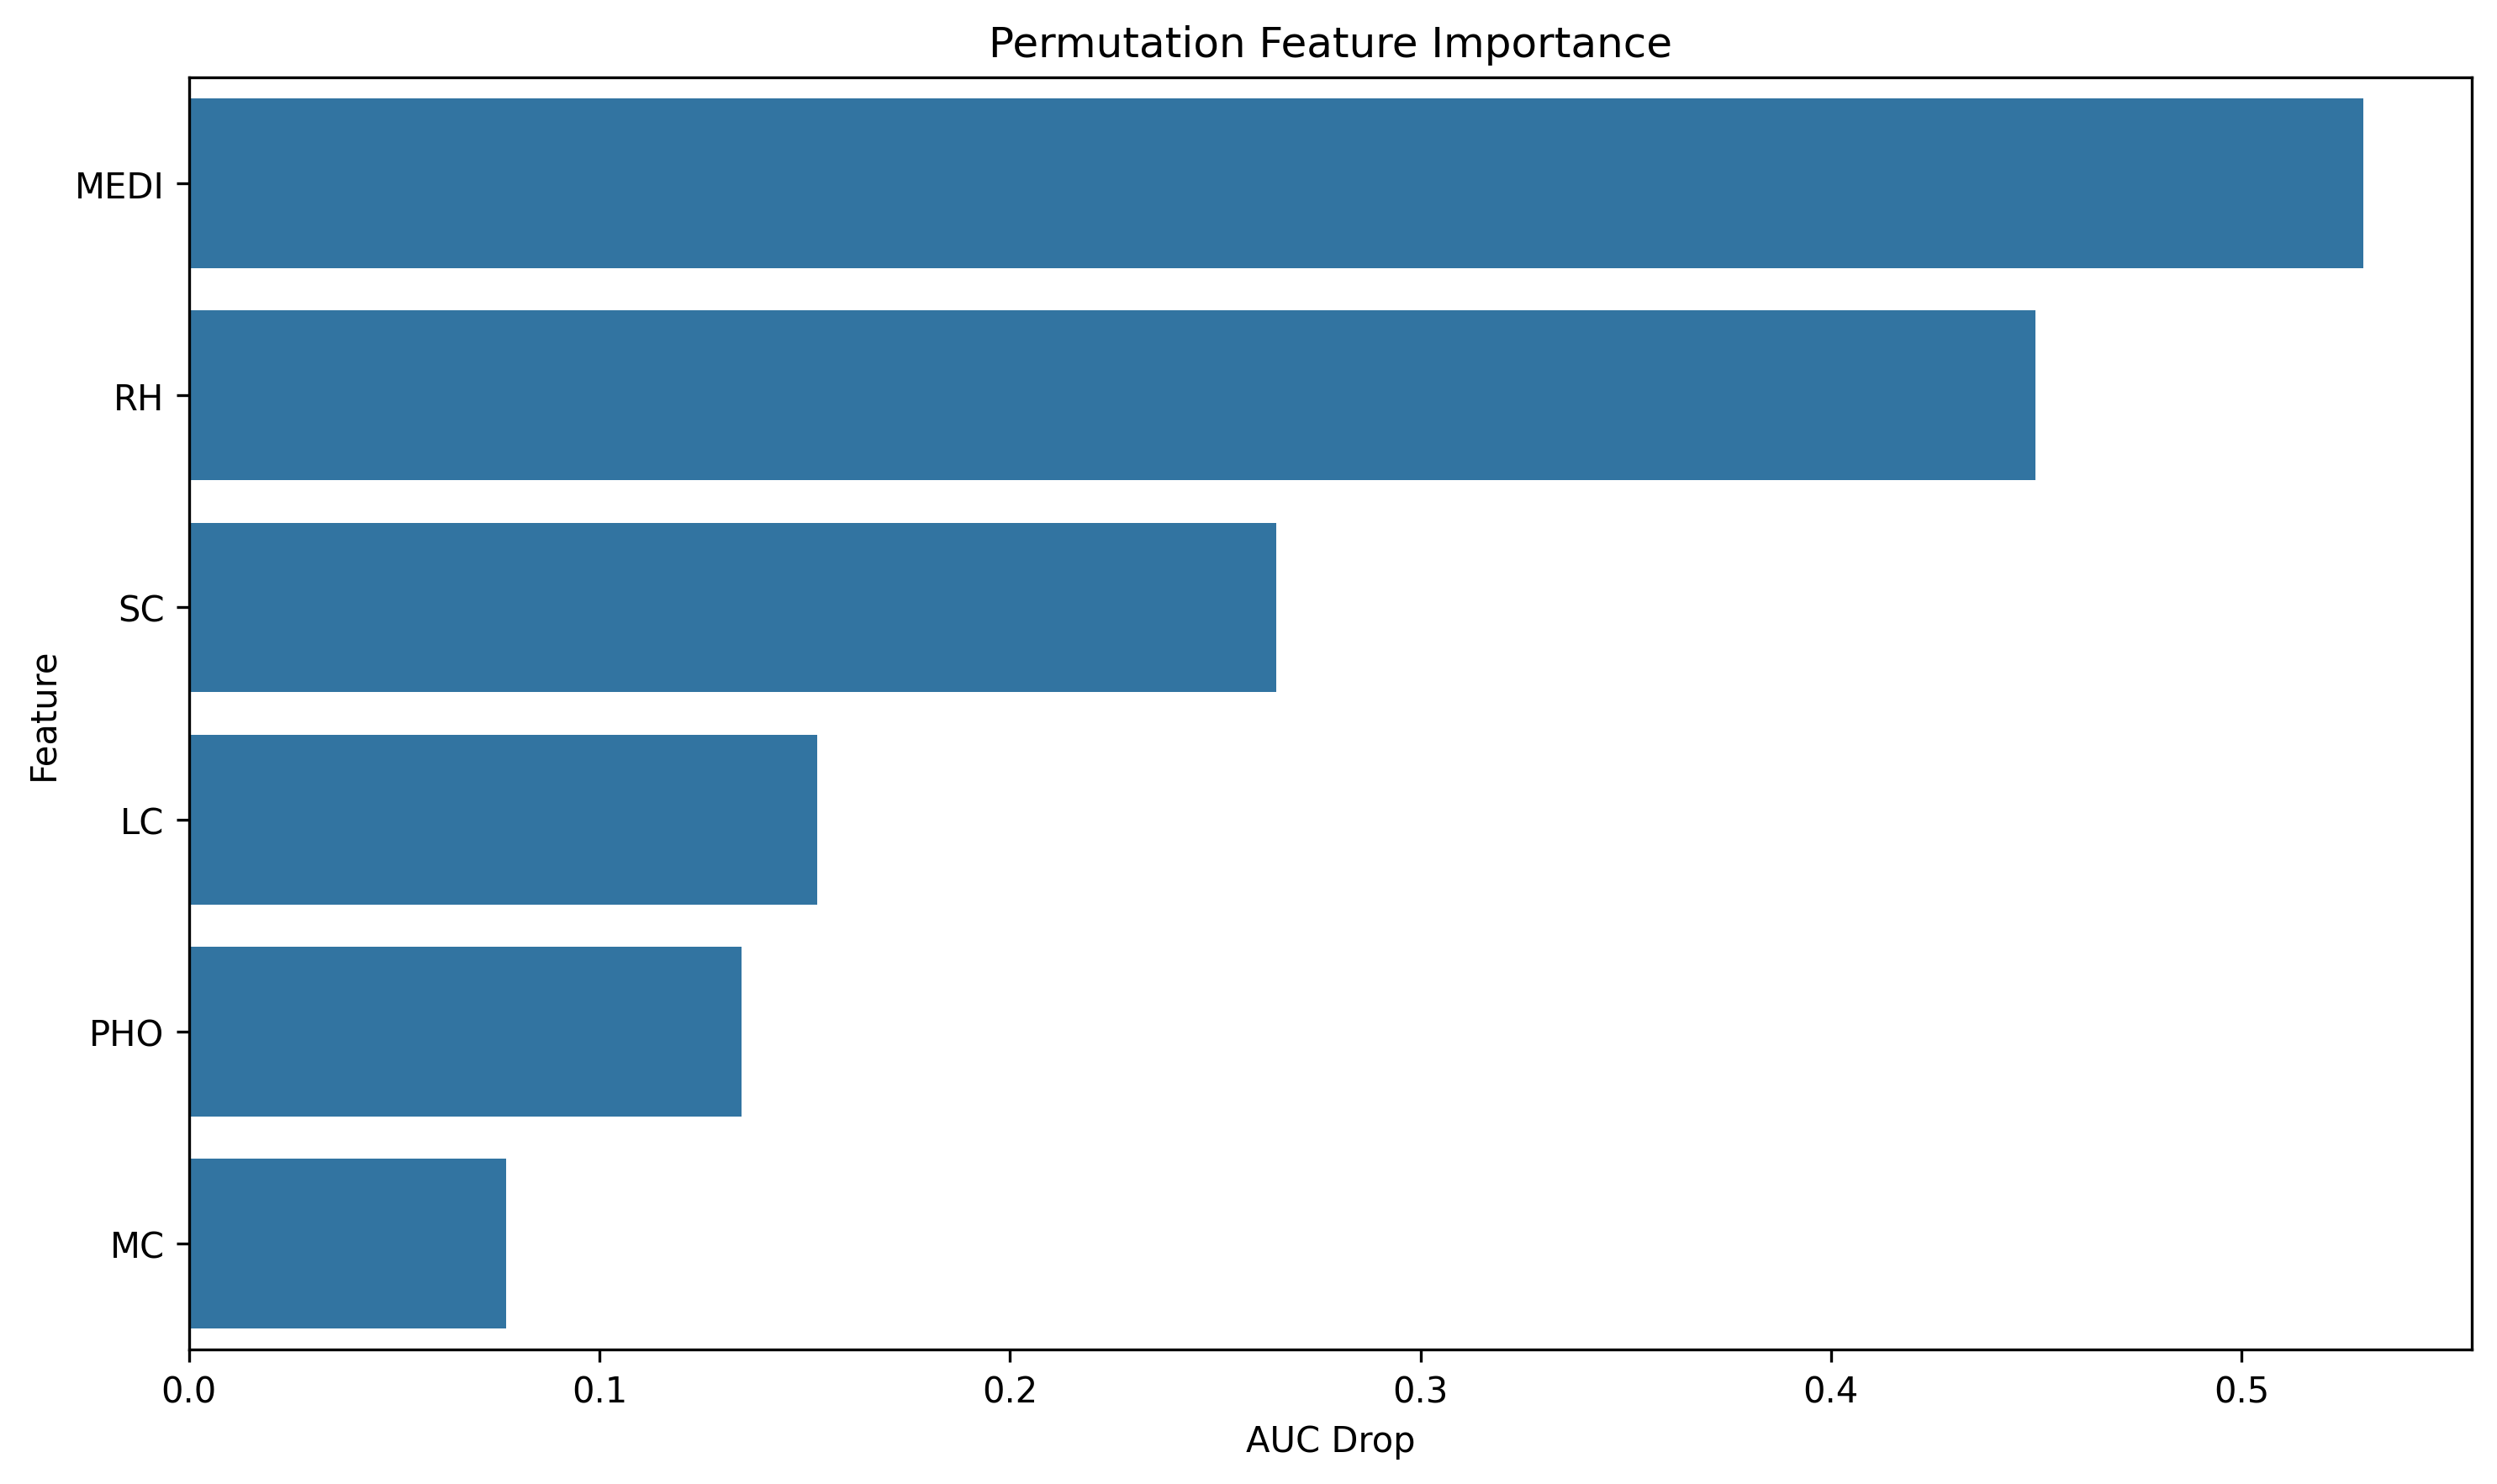 Permutation Feature Importance
MEDI
RH
SC
LC
PHO
MC
Feature
0.0 0.1 0.2 0.3 0.4 0.5
AUC Drop